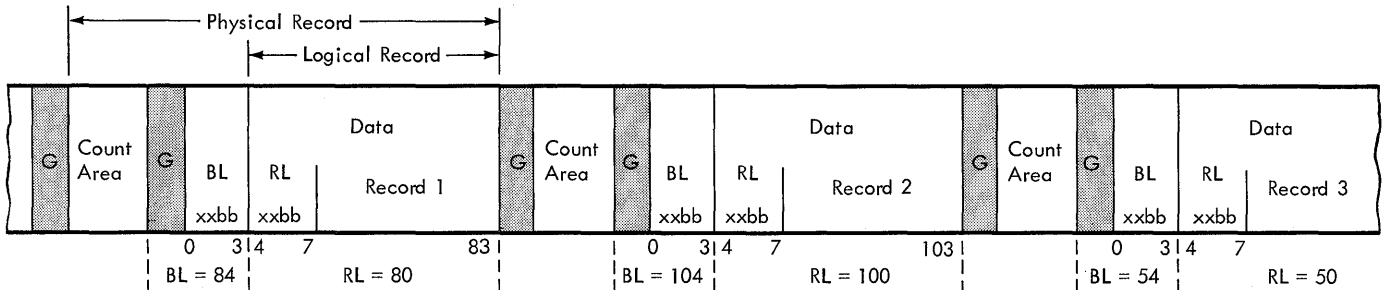 Physical Record
Logical Record
Data Data Data
G Count Area G BL RL Record 1 G Count Area G BL RL Record 2 G Count Area G BL RL Record 3
xxbb xxbb xxbb xxbb xxbb xxbb
0 3 4 7 83 0 3 4 7 103 0 3 4 7
BL = 84 RL = 80 BL = 104 RL = 100 BL = 54 RL = 50